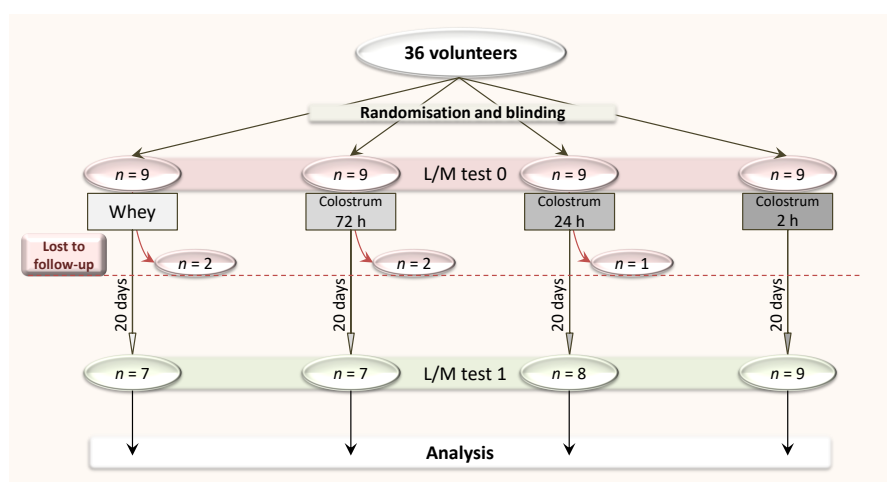 36 volunteers
Randomisation and blinding
n = 9
n = 9
L/M test 0
n = 9
n = 9
Whey
Colostrum
72 h
Colostrum
24 h
Colostrum
2 h
Lost to
follow-up
n = 2
n = 2
n = 1
20 days
20 days
20 days
20 days
n = 7
n = 7
L/M test 1
n = 8
n = 9
Analysis